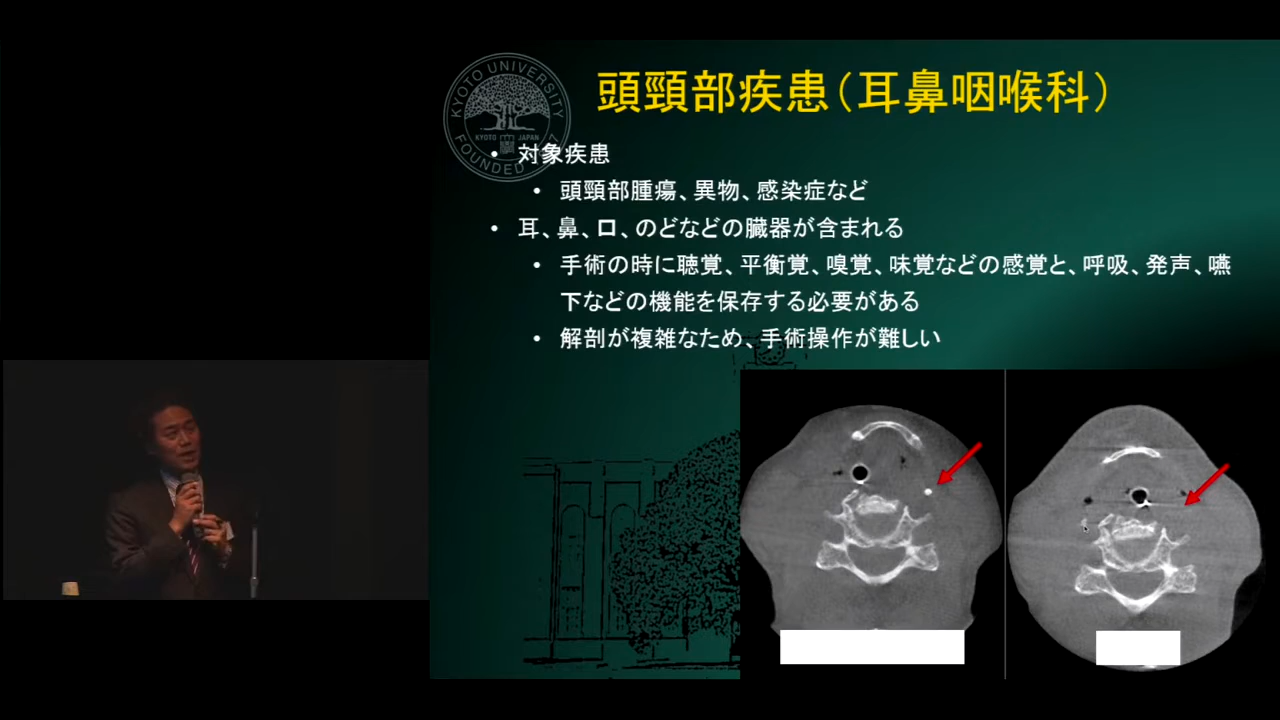 頭頸部疾患（耳鼻咽喉科）
KYOTO UNIVERSITY
KYOTO JAPAN
FOUNDED
• 対象疾患
• 頭頸部腫瘍、異物、感染症など
• 耳、鼻、口、のどなどの臓器が含まれる
• 手術の時に聴覚、平衡覚、嗅覚、味覚などの感覚と、呼吸、発声、嚥
下などの機能を保存する必要がある
• 解剖が複雑なため、手術操作が難しい